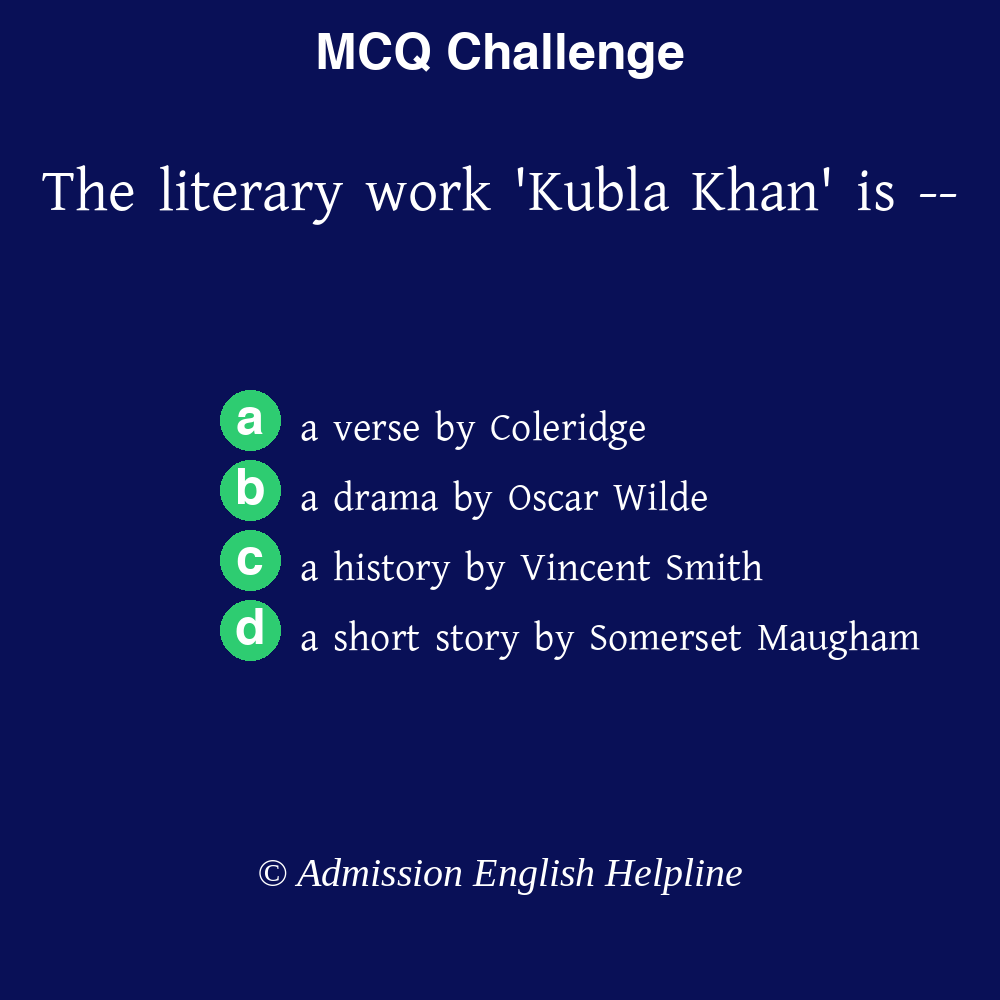 MCQ Challenge
The literary work 'Kubla Khan' is --
a a verse by Coleridge
b a drama by Oscar Wilde
c a history by Vincent Smith
d a short story by Somerset Maugham
© Admission English Helpline